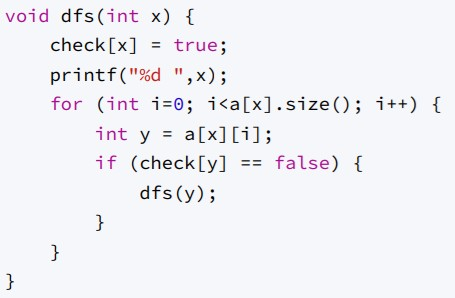 void dfs(int x) {
    check[x] = true;
    printf("%d ",x);
    for (int i=0; i<a[x].size(); i++) {
        int y = a[x][i];
        if (check[y] == false) {
            dfs(y);
        }
    }
}